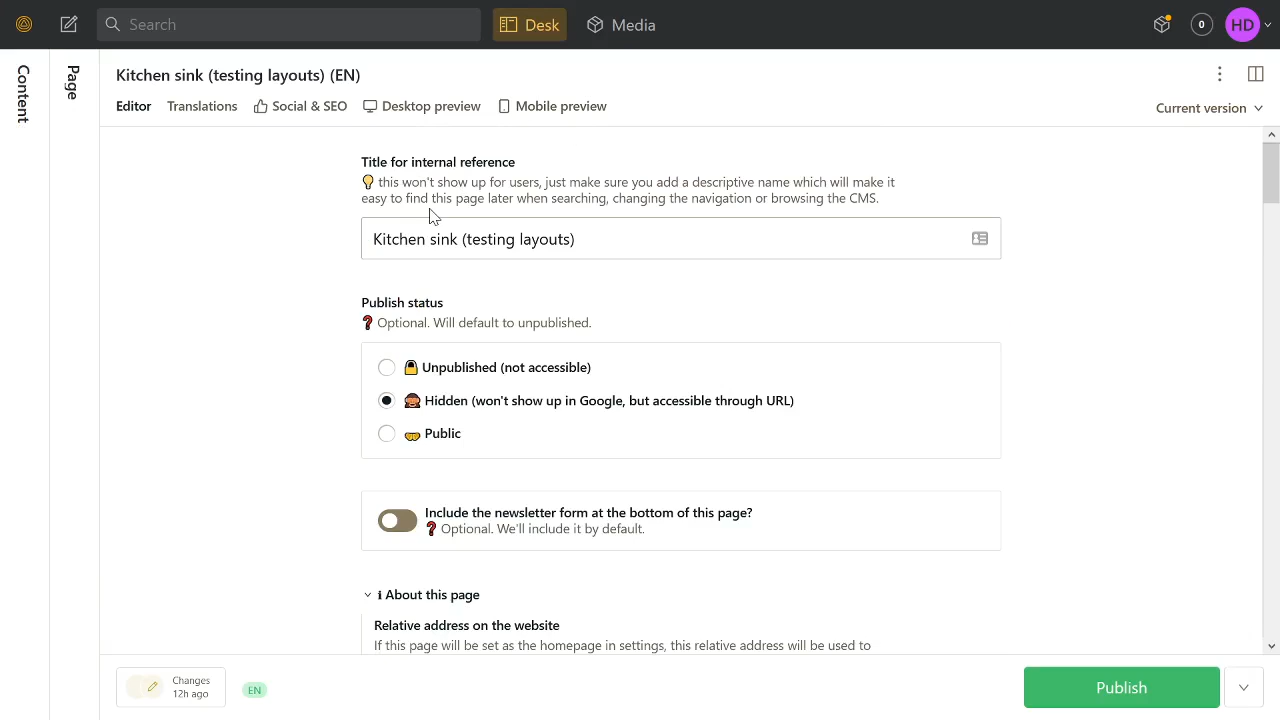 Search
Desk
Media
0
HD
Content
Page
Kitchen sink (testing layouts) (EN)
Editor
Translations
Social & SEO
Desktop preview
Mobile preview
Current version
Title for internal reference
💡 this won't show up for users, just make sure you add a descriptive name which will make it
easy to find this page later when searching, changing the navigation or browsing the CMS.
Kitchen sink (testing layouts)
Publish status
❓ Optional. Will default to unpublished.
Unpublished (not accessible)
Hidden (won't show up in Google, but accessible through URL)
Public
Include the newsletter form at the bottom of this page?
❓ Optional. We'll include it by default.
ℹ About this page
Relative address on the website
If this page will be set as the homepage in settings, this relative address will be used to
Changes
12h ago
EN
Publish